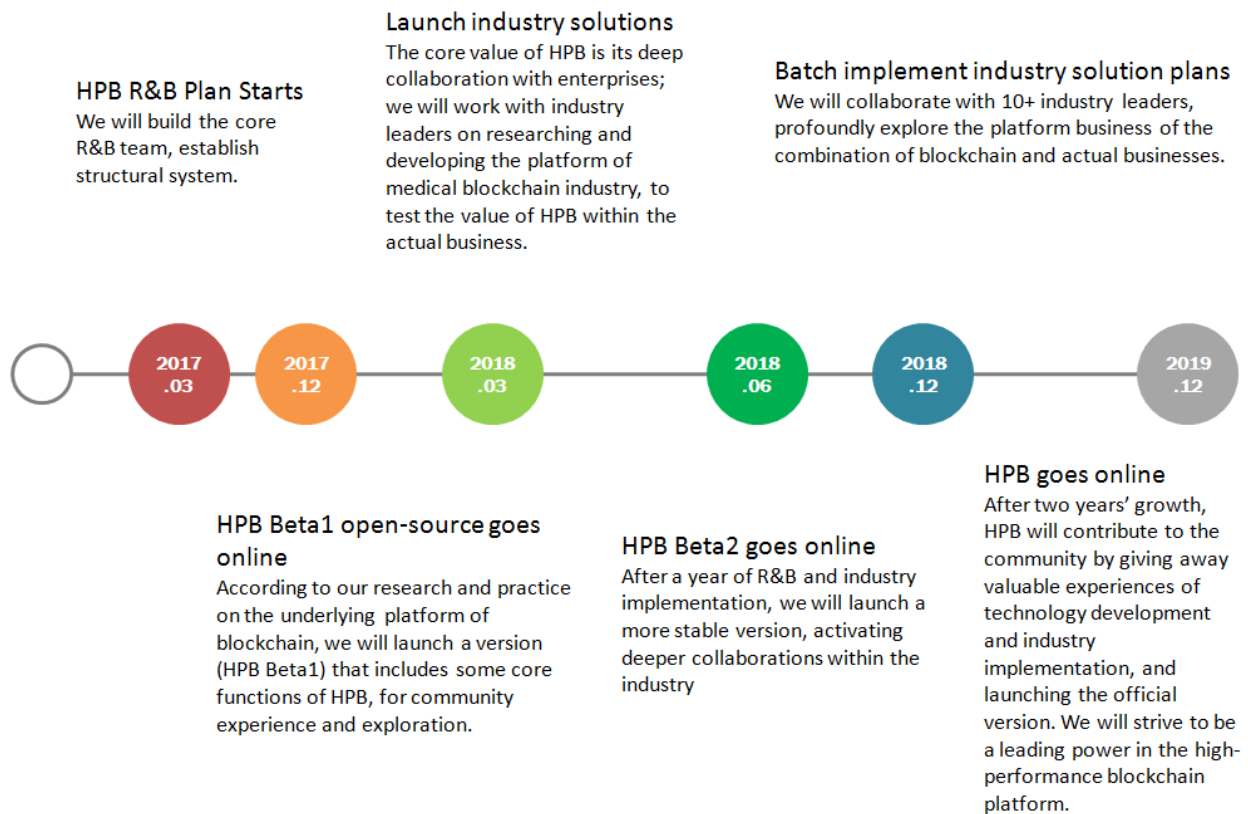 Launch industry solutions
The core value of HPB is its deep
collaboration with enterprises;
we will work with industry
leaders on researching and
developing the platform of
medical blockchain industry, to
test the value of HPB within the
actual business.
HPB R&B Plan Starts
We will build the core
R&B team, establish
structural system.
Batch implement industry solution plans
We will collaborate with 10+ industry leaders,
profoundly explore the platform business of the
combination of blockchain and actual businesses.
2017
.03
2017
.12
2018
.03
2018
.06
2018
.12
2019
.12
HPB Beta1 open-source goes
online
According to our research and practice
on the underlying platform of
blockchain, we will launch a version
(HPB Beta1) that includes some core
functions of HPB, for community
experience and exploration.
HPB Beta2 goes online
After a year of R&B and industry
implementation, we will launch a
more stable version, activating
deeper collaborations within the
industry
HPB goes online
After two years’ growth,
HPB will contribute to the
community by giving away
valuable experiences of
technology development
and industry
implementation, and
launching the official
version. We will strive to be
a leading power in the high-
performance blockchain
platform.